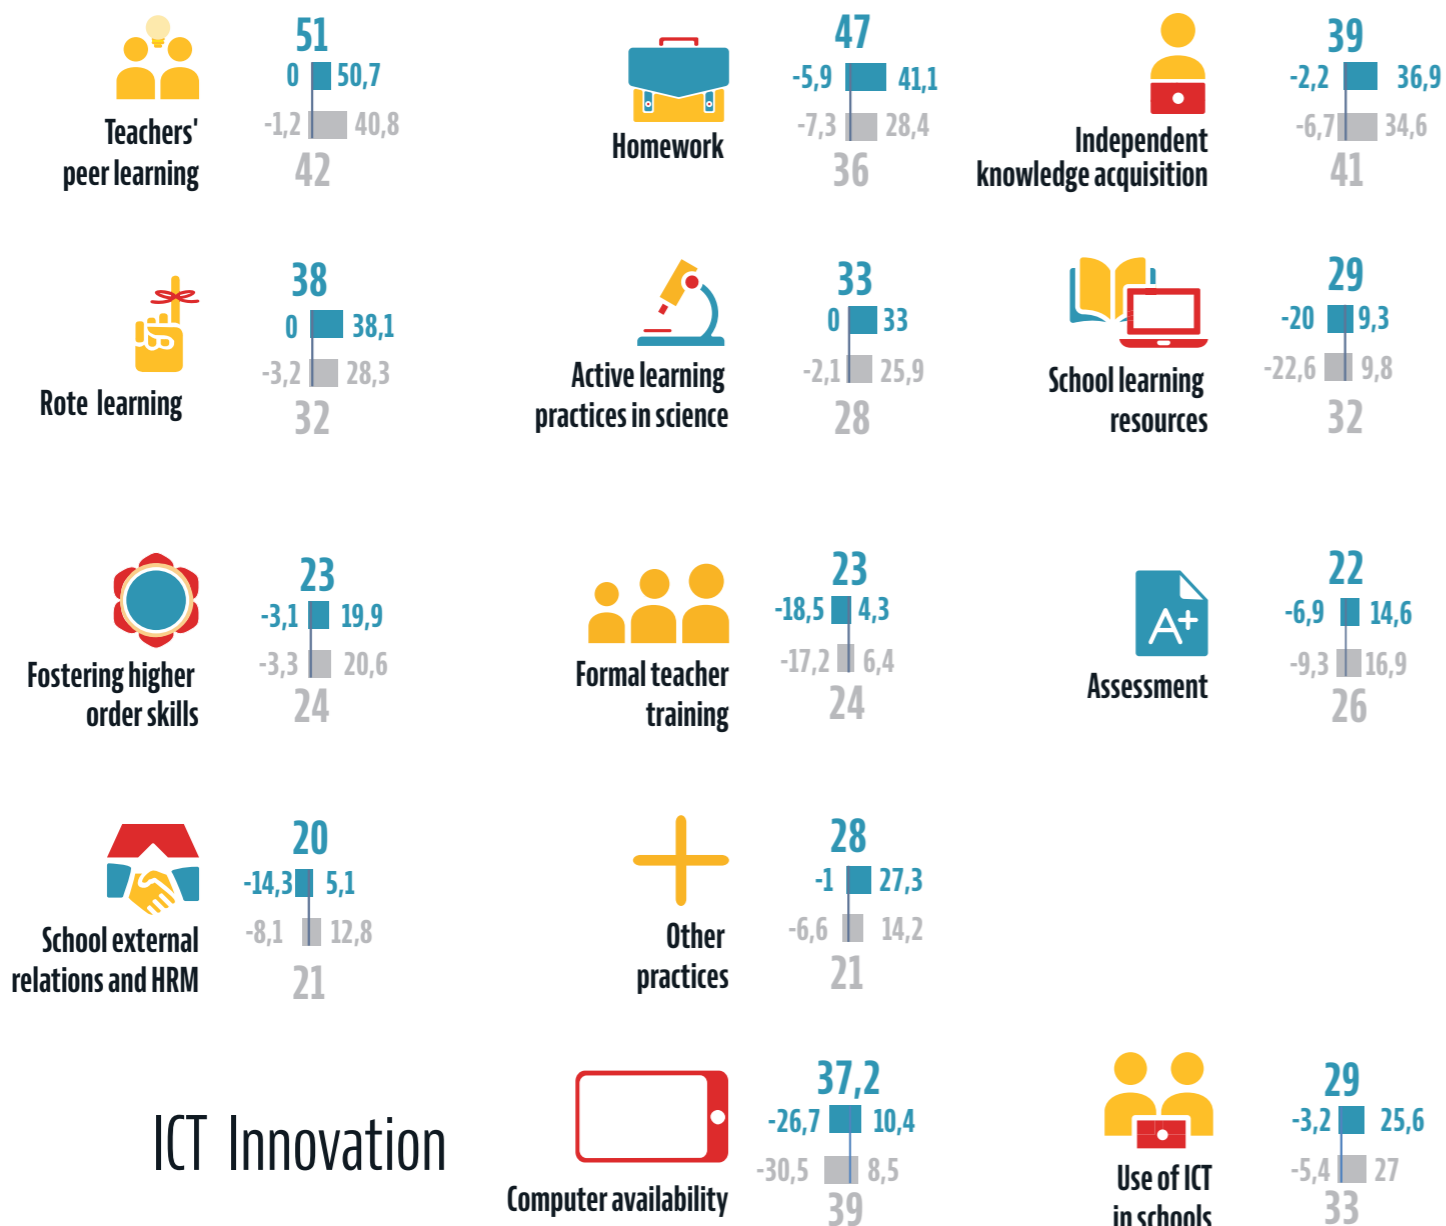 51
0 50,7
-1,2 40,8
42
Teachers'
peer learning
47
-5,9 41,1
-7,3 28,4
36
Homework
39
-2,2 36,9
-6,7 34,6
41
Independent
knowledge acquisition
38
0 38,1
-3,2 28,3
32
Rote learning
33
0 33
-2,1 25,9
28
Active learning
practices in science
29
-20 9,3
-22,6 9,8
32
School learning
resources
23
-3,1 19,9
-3,3 20,6
24
Fostering higher
order skills
23
-18,5 4,3
-17,2 6,4
24
Formal teacher
training
22
-6,9 14,6
-9,3 16,9
26
A+
Assessment
20
-14,3 5,1
-8,1 12,8
21
School external
relations and HRM
28
-1 27,3
-6,6 14,2
21
Other
practices
ICT Innovation
37,2
-26,7 10,4
-30,5 8,5
39
Computer availability
29
-3,2 25,6
-5,4 27
33
Use of ICT
in schools